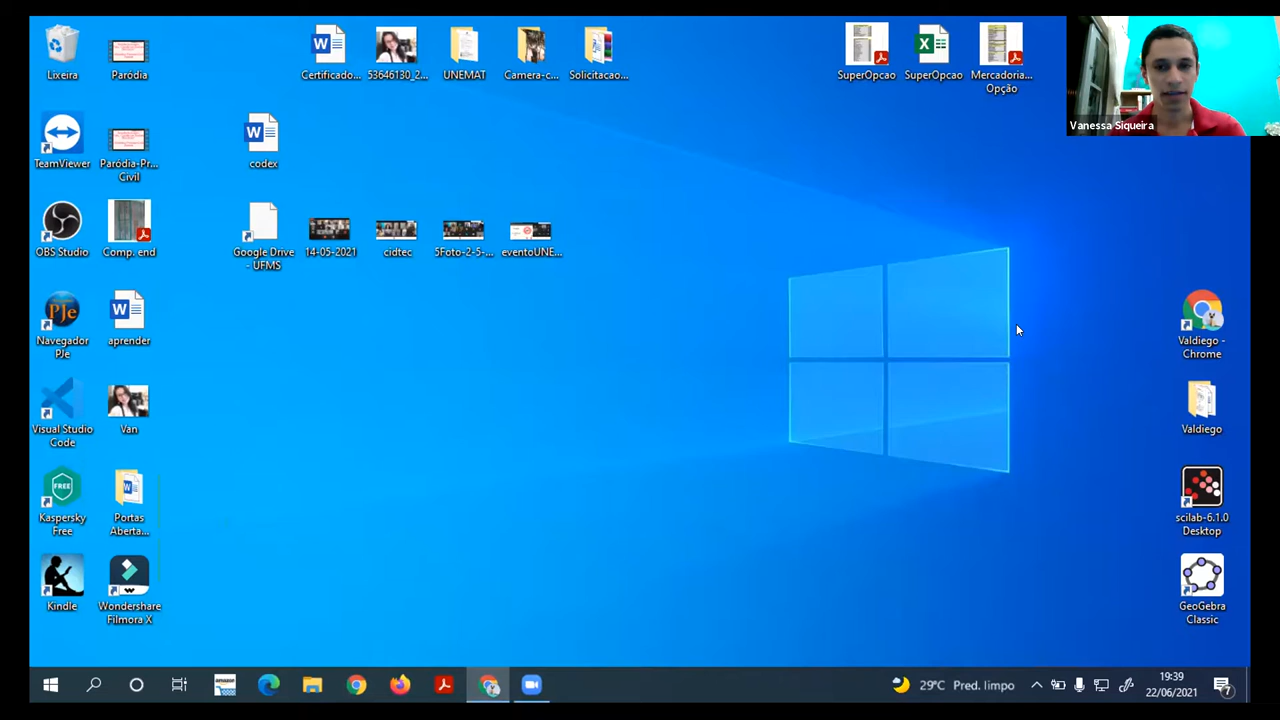 Lixeira
Paródia
Certificado...
53646130_2...
UNEMAT
Camera-c...
Solicitacao...
SuperOpcao
SuperOpcao
Mercadoria...
Opção
Vanessa Siqueira
TeamViewer
Paródia-Pr...
Civil
codex
OBS Studio
Comp. end
Google Drive
- UFMS
14-05-2021
cidtec
5Foto-2-5-...
eventoUNE...
Navegador
PJe
aprender
Valdiego -
Chrome
Visual Studio
Code
Van
Valdiego
FREE
Kaspersky
Free
Portas
Aberta...
scilab-6.1.0
Desktop
Kindle
Wondershare
Filmora X
GeoGebra
Classic
amazon
29°C Pred. limpo
19:39
22/06/2021
7